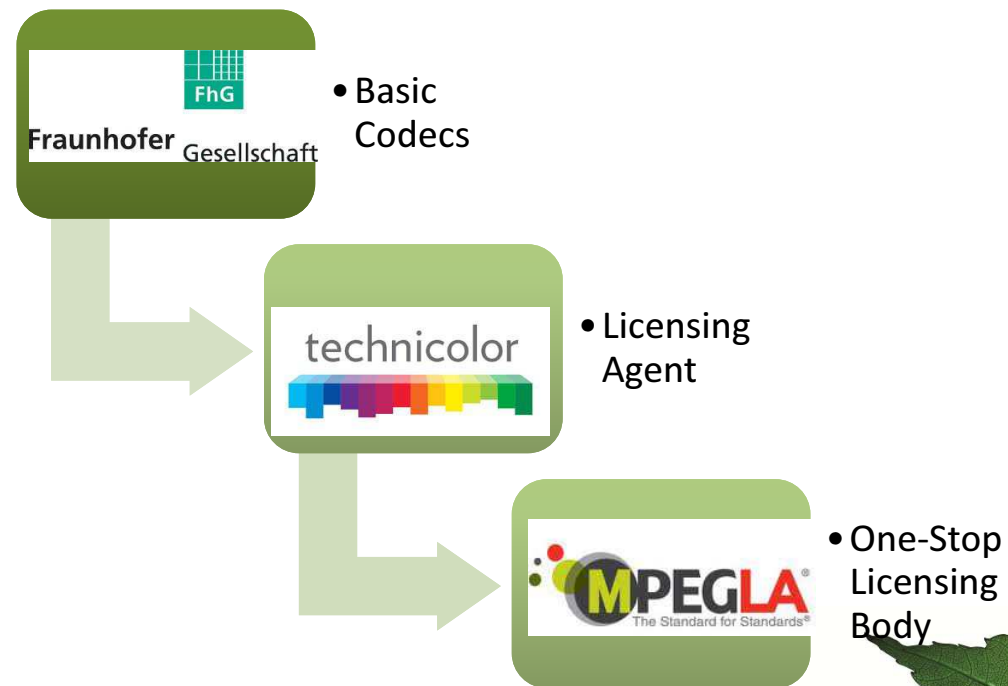 FhG
Fraunhofer Gesellschaft
• Basic
Codecs
technicolor
• Licensing
Agent
MPEGLA®
The Standard for Standards®
• One-Stop
Licensing
Body